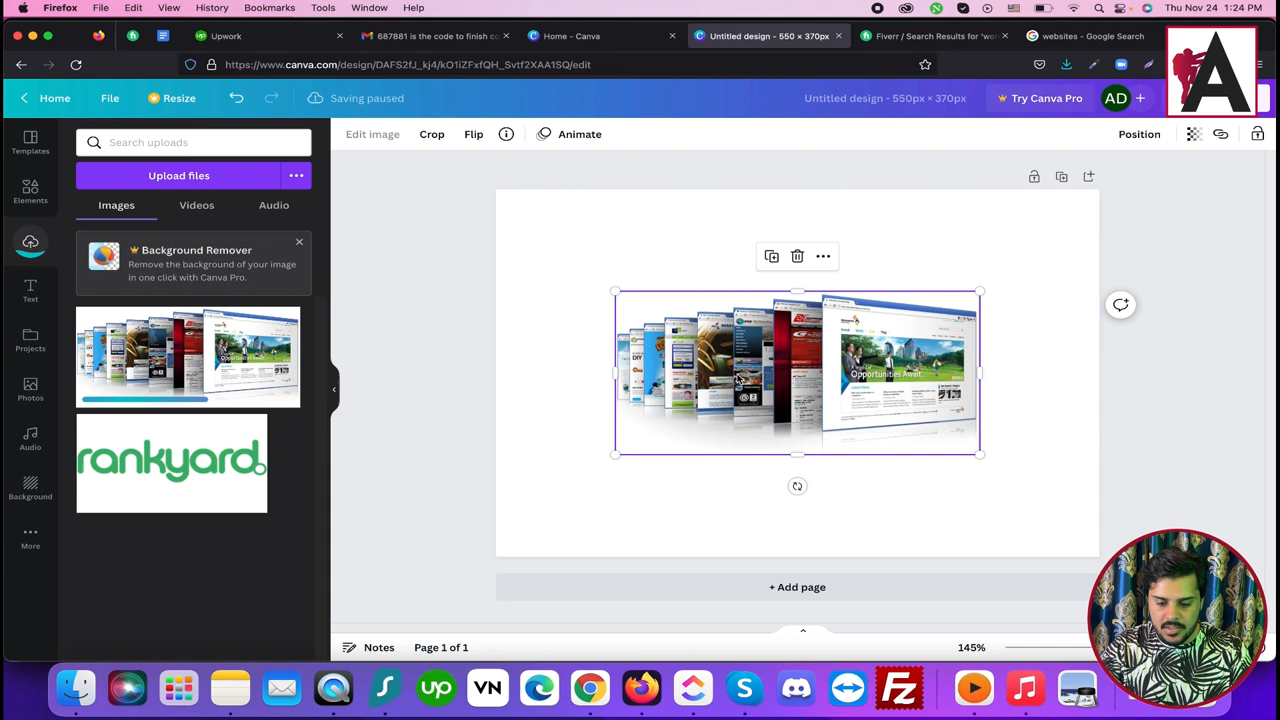 Firefox File Edit View History Bookmarks Tools Window Help
Thu Nov 24 1:24 PM
Upwork
687881 is the code to finish co
Home - Canva
Untitled design - 550 × 370px
Fiverr / Search Results for 'wor
websites - Google Search
https://www.canva.com/design/DAFS2fJ_kj4/kO1iZFxfQH_Svtf2XAA1SQ/edit
A
Home File Resize Saving paused
Untitled design - 550px × 370px
Try Canva Pro
AD
Search uploads
Edit image Crop Flip Animate Position
Templates
Upload files
Elements
Images Videos Audio
Background Remover
Remove the background of your image
in one click with Canva Pro.
Text
Projects
Photos
Audio
Background
More
Opportunities Await...
rankyard.
+ Add page
Notes Page 1 of 1
145%
up
VN
Fz